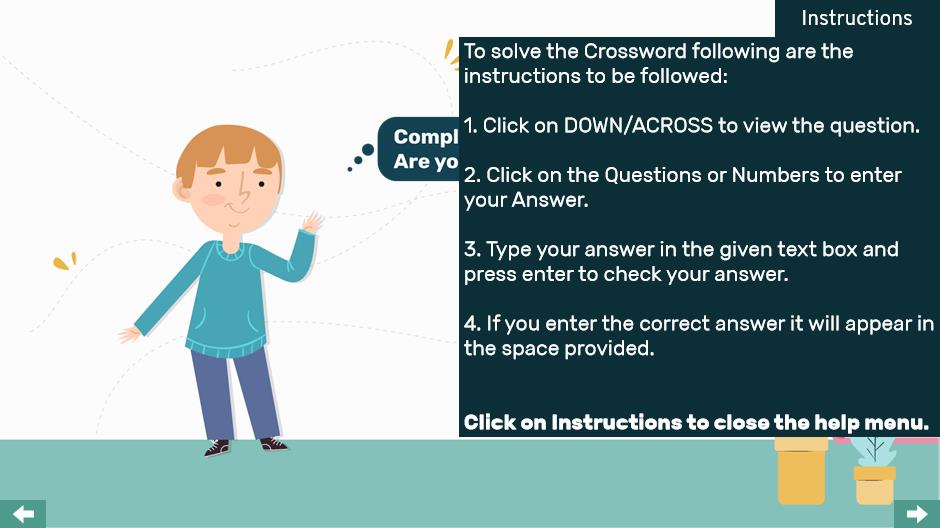 Instructions
To solve the Crossword following are the
instructions to be followed:
1. Click on DOWN/ACROSS to view the question.
2. Click on the Questions or Numbers to enter
your Answer.
3. Type your answer in the given text box and
press enter to check your answer.
4. If you enter the correct answer it will appear in
the space provided.
Click on Instructions to close the help menu.